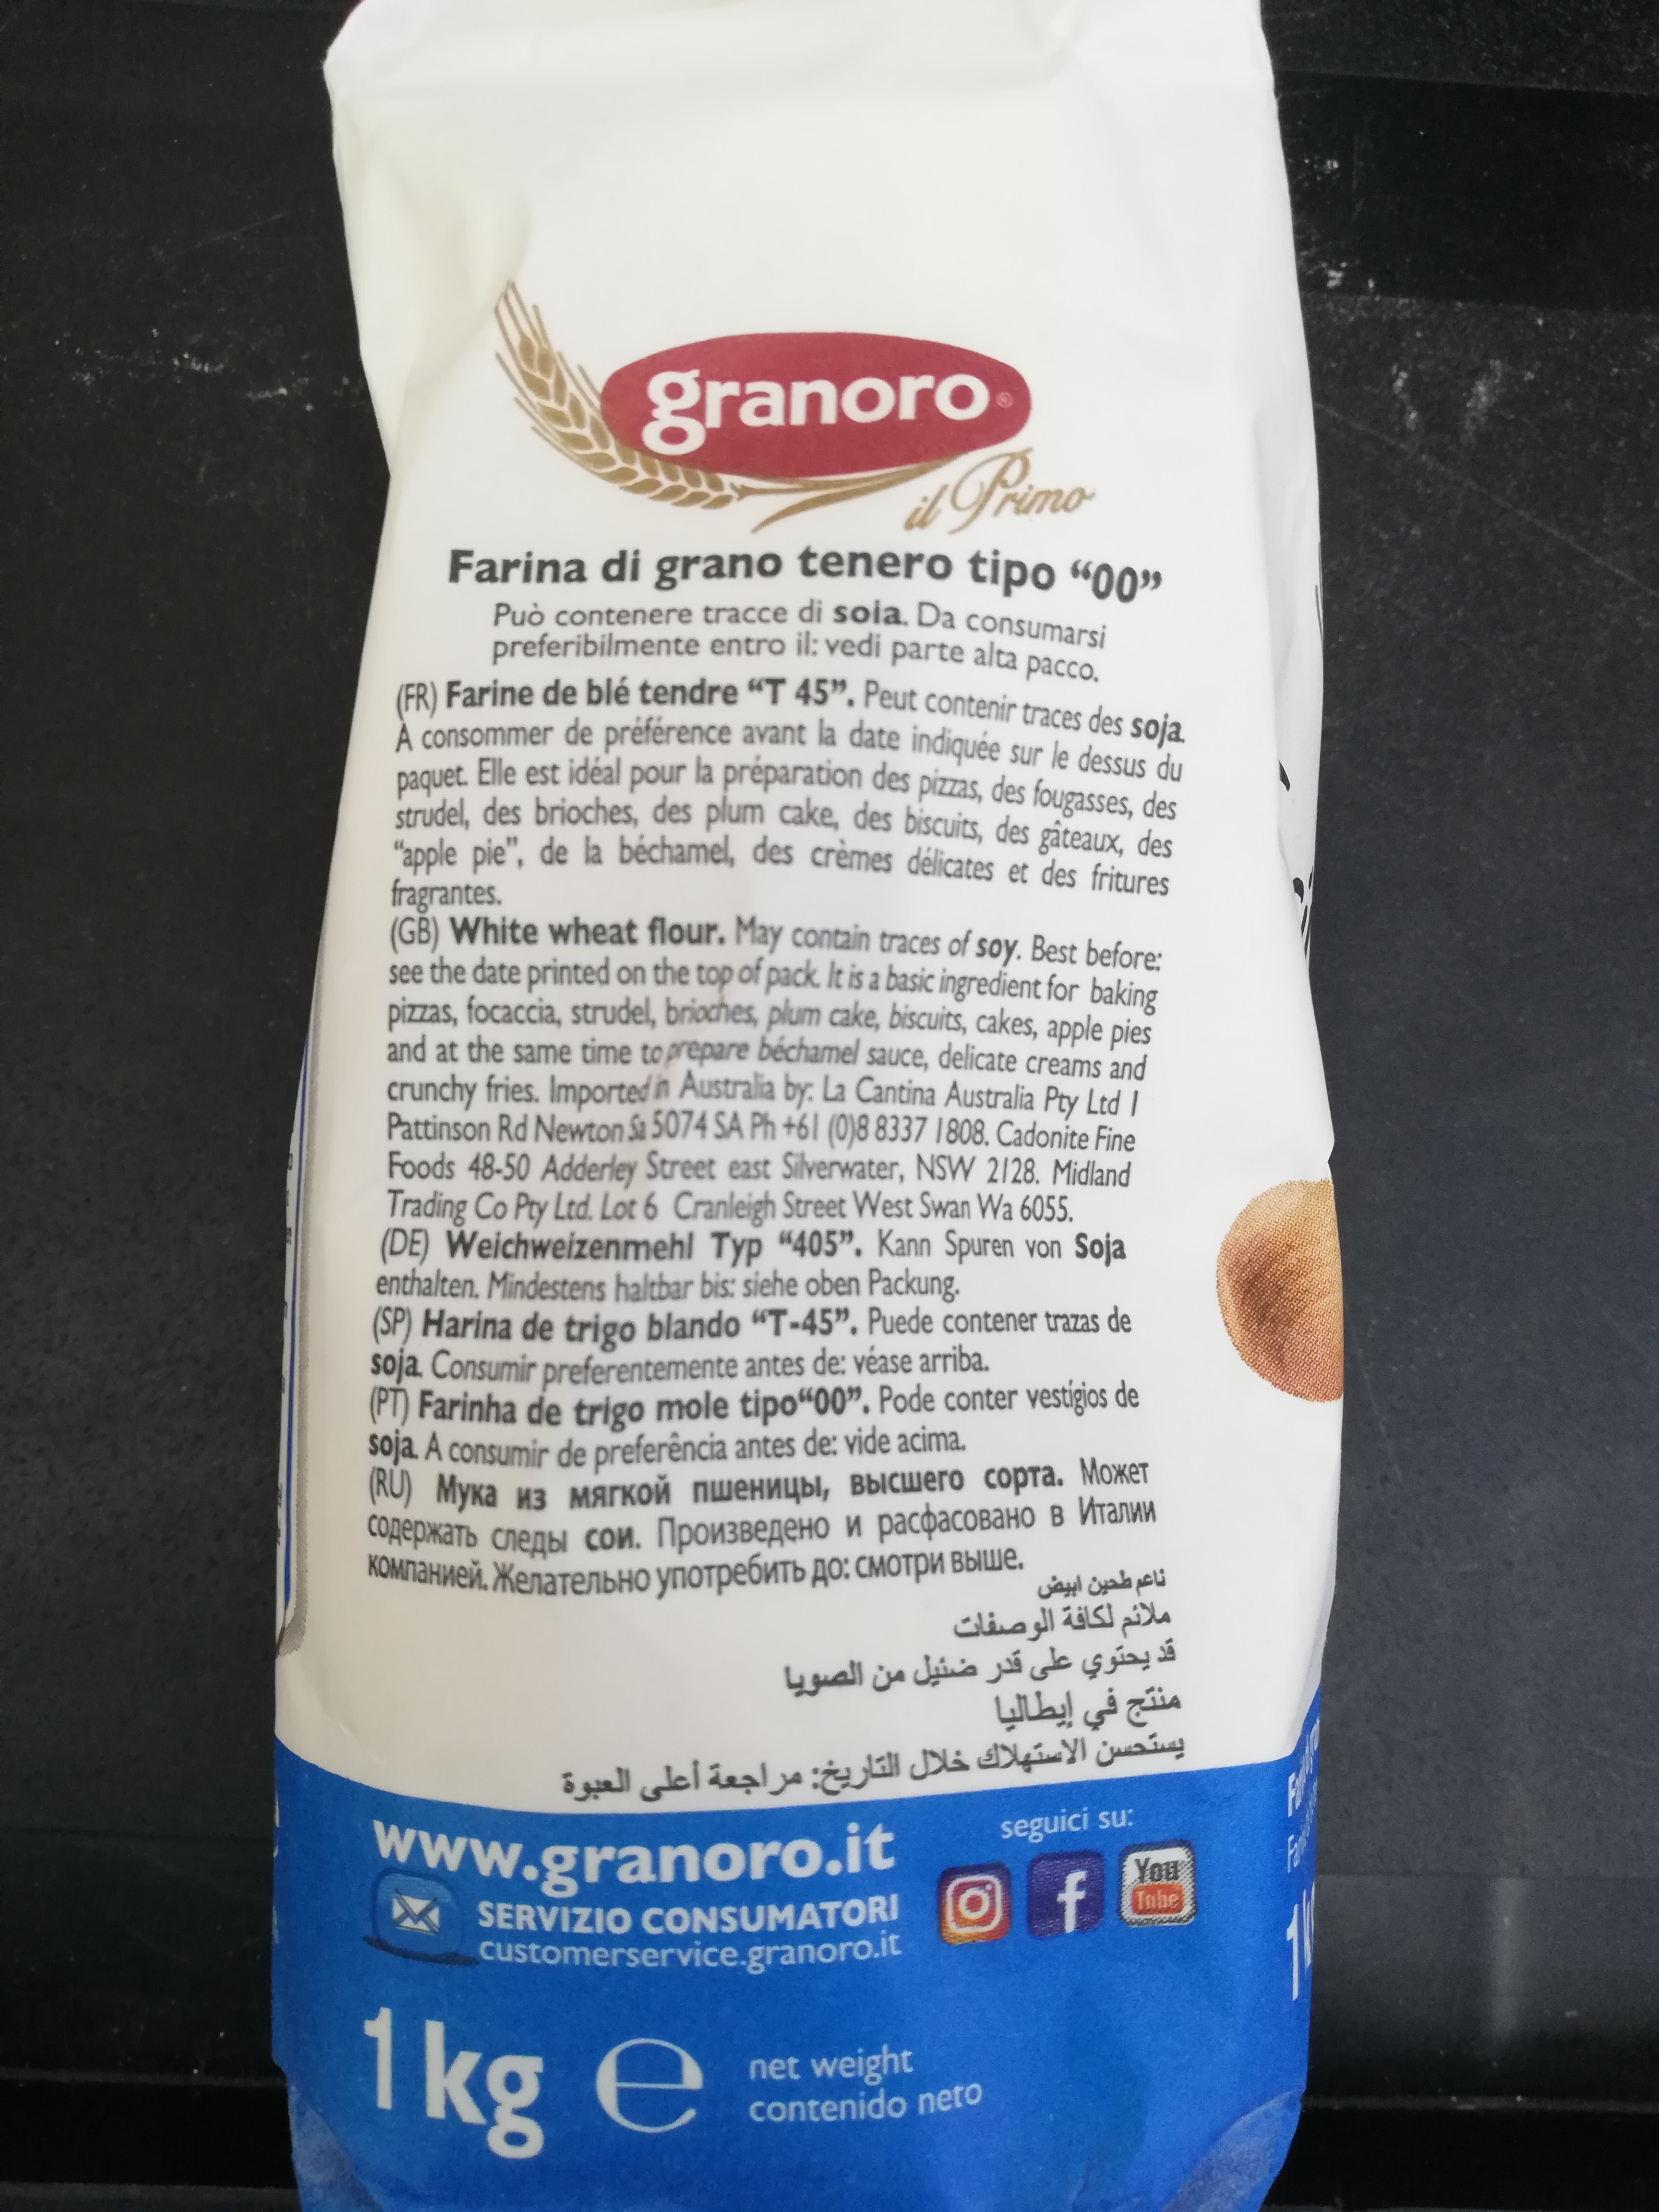 granoro
il Primo
Farina di grano tenero tipo “00”
Può contenere tracce di soia. Da consumarsi
preferibilmente entro il: vedi parte alta pacco.
(FR) Farine de blé tendre “T 45”. Peut contenir traces des soja.
À consommer de préférence avant la date indiquée sur le dessus du
paquet. Elle est idéal pour la préparation des pizzas, des fougasses, des
strudel, des brioches, des plum cake, des biscuits, des gâteaux, des
“apple pie”, de la béchamel, des crèmes délicates et des fritures
fragrantes.
(GB) White wheat flour. May contain traces of soy. Best before:
see the date printed on the top of pack. It is a basic ingredient for baking
pizzas, focaccia, strudel, brioches, plum cake, biscuits, cakes, apple pies
and at the same time to prepare béchamel sauce, delicate creams and
crunchy fries. Imported in Australia by: La Cantina Australia Pty Ltd 1
Pattinson Rd Newton Sa 5074 SA Ph +61 (0)8 8337 1808. Cadonite Fine
Foods 48-50 Adderley Street east Silverwater, NSW 2128. Midland
Trading Co Pty Ltd. Lot 6 Cranleigh Street West Swan Wa 6055.
(DE) Weichweizenmehl Typ “405”. Kann Spuren von Soja
enthalten. Mindestens haltbar bis: siehe oben Packung.
(SP) Harina de trigo blando “T-45”. Puede contener trazas de
soja. Consumir preferentemente antes de: véase arriba.
(PT) Farinha de trigo mole tipo“00”. Pode conter vestígios de
soja. A consumir de preferência antes de: vide acima.
(RU) Мука из мягкой пшеницы, высшего сорта. Может
содержать следы сои. Произведено и расфасовано в Италии
компанией. Желательно употребить до: смотри выше.
ناعم طحين ابيض
ملائم لكافة الوصفات
قد يحتوي على قدر ضئيل من الصويا
منتج في إيطاليا
يستحسن الاستهلاك خلال التاريخ: مراجعة أعلى العبوة
www.granoro.it
seguici su:
You
Tube
SERVIZIO CONSUMATORI
customerservice.granoro.it
1 kg e
net weight
contenido neto